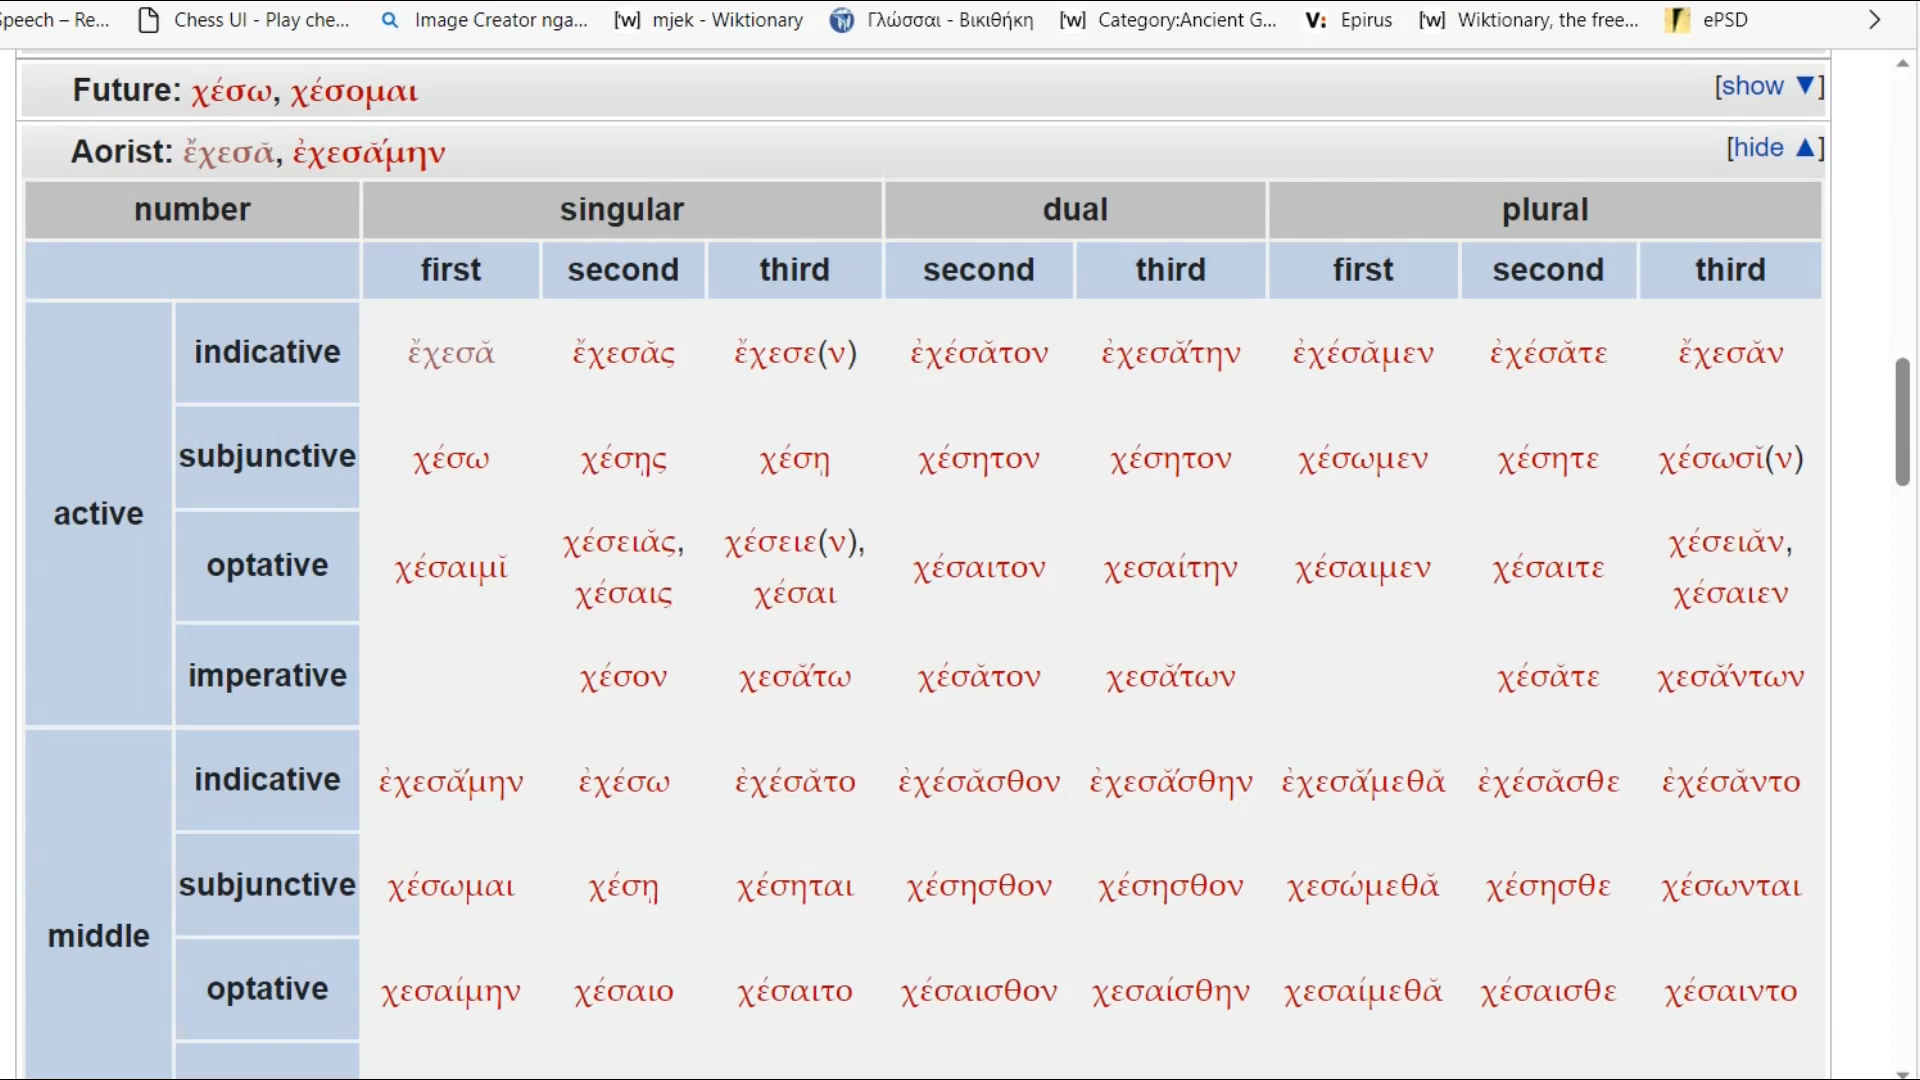 Speech – Re... Chess UI - Play che... Image Creator nga... ['w] mjek - Wiktionary Γλώσσαι - Βικιθήκη ['w] Category:Ancient G... V: Epirus ['w] Wiktionary, the free... ePSD
Future: χέσω, χέσομαι [show ▼]
Aorist: ἔχεσᾰ, ἐχεσᾰ́μην [hide ▲]
number singular dual plural
first second third second third first second third
active
indicative ἔχεσᾰ ἔχεσᾰς ἔχεσε(ν) ἐχέσᾰτον ἐχεσᾰ́την ἐχέσᾰμεν ἐχέσᾰτε ἔχεσᾰν
subjunctive χέσω χέσῃς χέσῃ χέσητον χέσητον χέσωμεν χέσητε χέσωσῐ(ν)
optative χέσαιμῐ χέσειᾰς, χέσειε(ν), χέσαιτον χεσαίτην χέσαιμεν χέσαιτε χέσειᾰν,
χέσαις χέσαι χέσαιεν
imperative χέσον χεσᾰ́τω χέσᾰτον χεσᾰ́των χέσᾰτε χεσᾰ́ντων
middle
indicative ἐχεσᾰ́μην ἐχέσω ἐχέσᾰτο ἐχέσᾰσθον ἐχεσᾰ́σθην ἐχεσᾰ́μεθᾰ ἐχέσᾰσθε ἐχέσᾰντο
subjunctive χέσωμαι χέσῃ χέσηται χέσησθον χέσησθον χεσώμεθᾰ χέσησθε χέσωνται
optative χεσαίμην χέσαιο χέσαιτο χέσαισθον χεσαίσθην χεσαίμεθᾰ χέσαισθε χέσαιντο